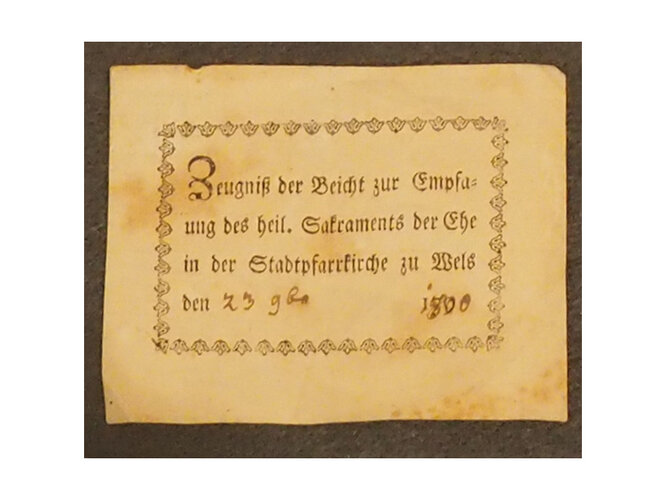 Zeugniß der Beicht zur Empfa-
ung des heil. Sakraments der Ehe
in der Stadtpfarrkirche zu Wels
den 23 9b. 1800